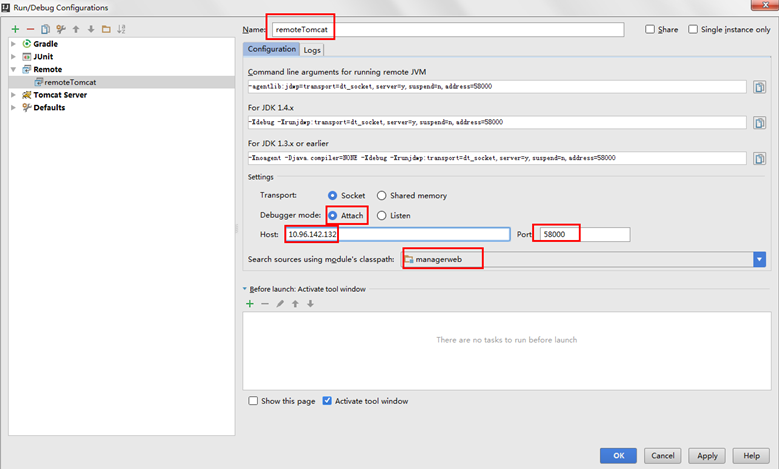 Run/Debug Configurations
Name: remoteTomcat
Share
Single instance only
Gradle
JUnit
Remote
remoteTomcat
Tomcat Server
Defaults
Configuration Logs
Command line arguments for running remote JVM
-agentlib:jdwp=transport=dt_socket,server=y,suspend=n,address=58000
For JDK 1.4.x
-Xdebug -Xrunjdwp:transport=dt_socket,server=y,suspend=n,address=58000
For JDK 1.3.x or earlier
-Xnoagent -Djava.compiler=NONE -Xdebug -Xrunjdwp:transport=dt_socket,server=y,suspend=n,address=58000
Settings
Transport: Socket Shared memory
Debugger mode: Attach Listen
Host: 10.96.142.132 Port: 58000
Search sources using module's classpath: managerweb
Before launch: Activate tool window
There are no tasks to run before launch
Show this page Activate tool window
OK Cancel Apply Help